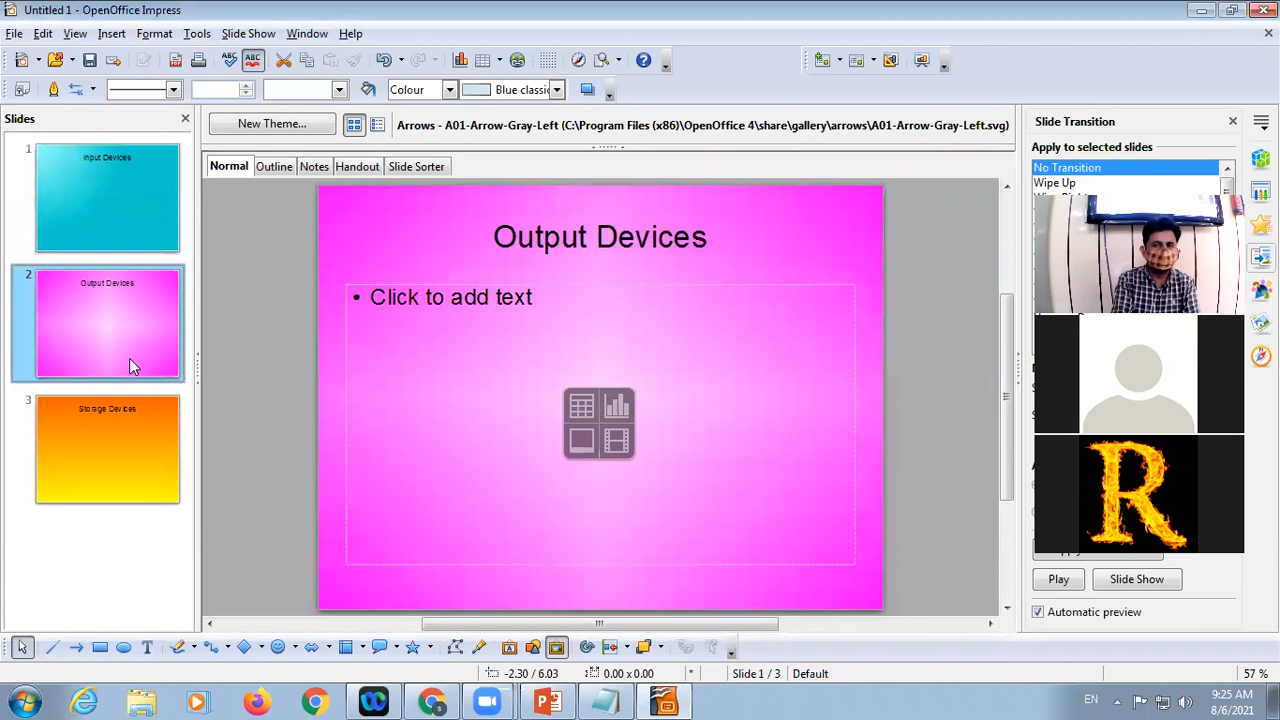 Untitled 1 - OpenOffice Impress
File Edit View Insert Format Tools Slide Show Window Help
Colour
Blue classic
Slides
New Theme...
Arrows - A01-Arrow-Gray-Left (C:\Program Files (x86)\OpenOffice 4\share\gallery\arrows\A01-Arrow-Gray-Left.svg)
Slide Transition
Apply to selected slides
No Transition
Wipe Up
Normal Outline Notes Handout Slide Sorter
1
Input Devices
2
Output Devices
3
Storage Devices
Output Devices
• Click to add text
R
Play
Slide Show
Automatic preview
-2.30 / 6.03
0.00 x 0.00
*
Slide 1 / 3
Default
57 %
EN
9:25 AM
8/6/2021